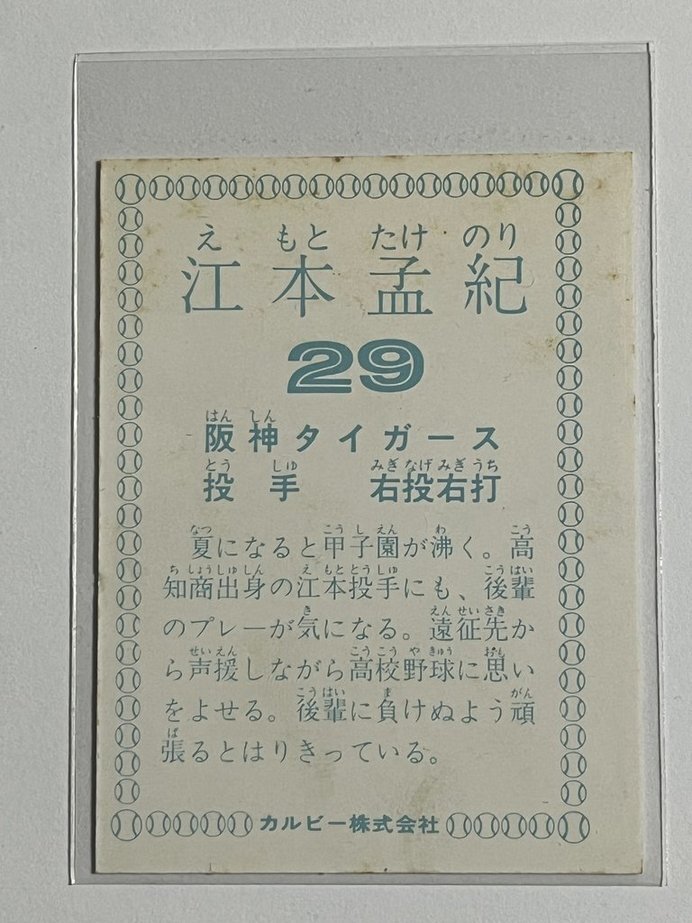 え もと たけ のり
江本孟紀
29
はん しん
阪神タイガース
とう しゅ みぎ なげ みぎ うち
投手 右投右打
なつ こう し えん わ こう
夏になると甲子園が沸く。高
ち しょう しゅっ しん え もと とう しゅ こう はい
知商出身の江本投手にも、後輩
き えん せい さき
のプレーが気になる。遠征先か
せい えん こう こう や きゅう おも
ら声援しながら高校野球に思い
こう はい ま がん
をよせる。後輩に負けぬよう頑
ば
張るとはりきっている。
カルビー株式会社